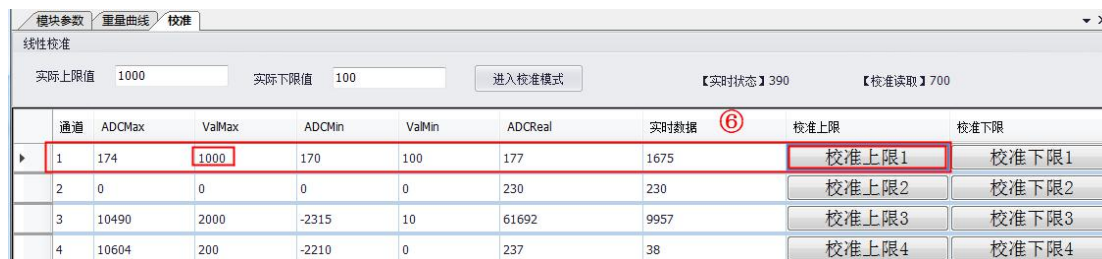 模块参数 重量曲线 校准
线性校准
实际上限值 1000 实际下限值 100 进入校准模式 【实时状态】390 【校准读取】700
通道 ADCMax ValMax ADCMin ValMin ADCReal 实时数据 ⑥ 校准上限 校准下限
1 174 1000 170 100 177 1675 校准上限1 校准下限1
2 0 0 0 0 230 230 校准上限2 校准下限2
3 10490 2000 -2315 10 61692 9957 校准上限3 校准下限3
4 10604 200 -2210 0 237 38 校准上限4 校准下限4